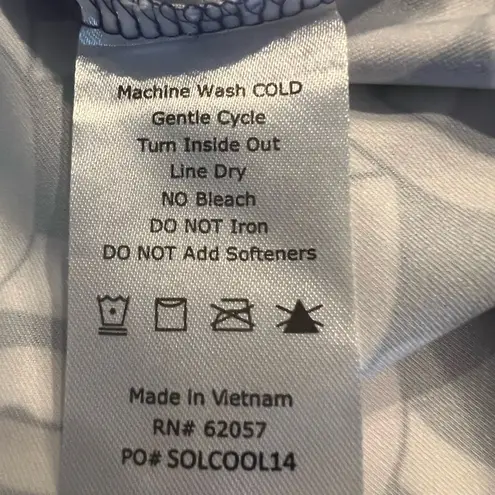 Machine Wash COLD
Gentle Cycle
Turn Inside Out
Line Dry
NO Bleach
DO NOT Iron
DO NOT Add Softeners
Made in Vietnam
RN# 62057
PO# SOLCOOL14